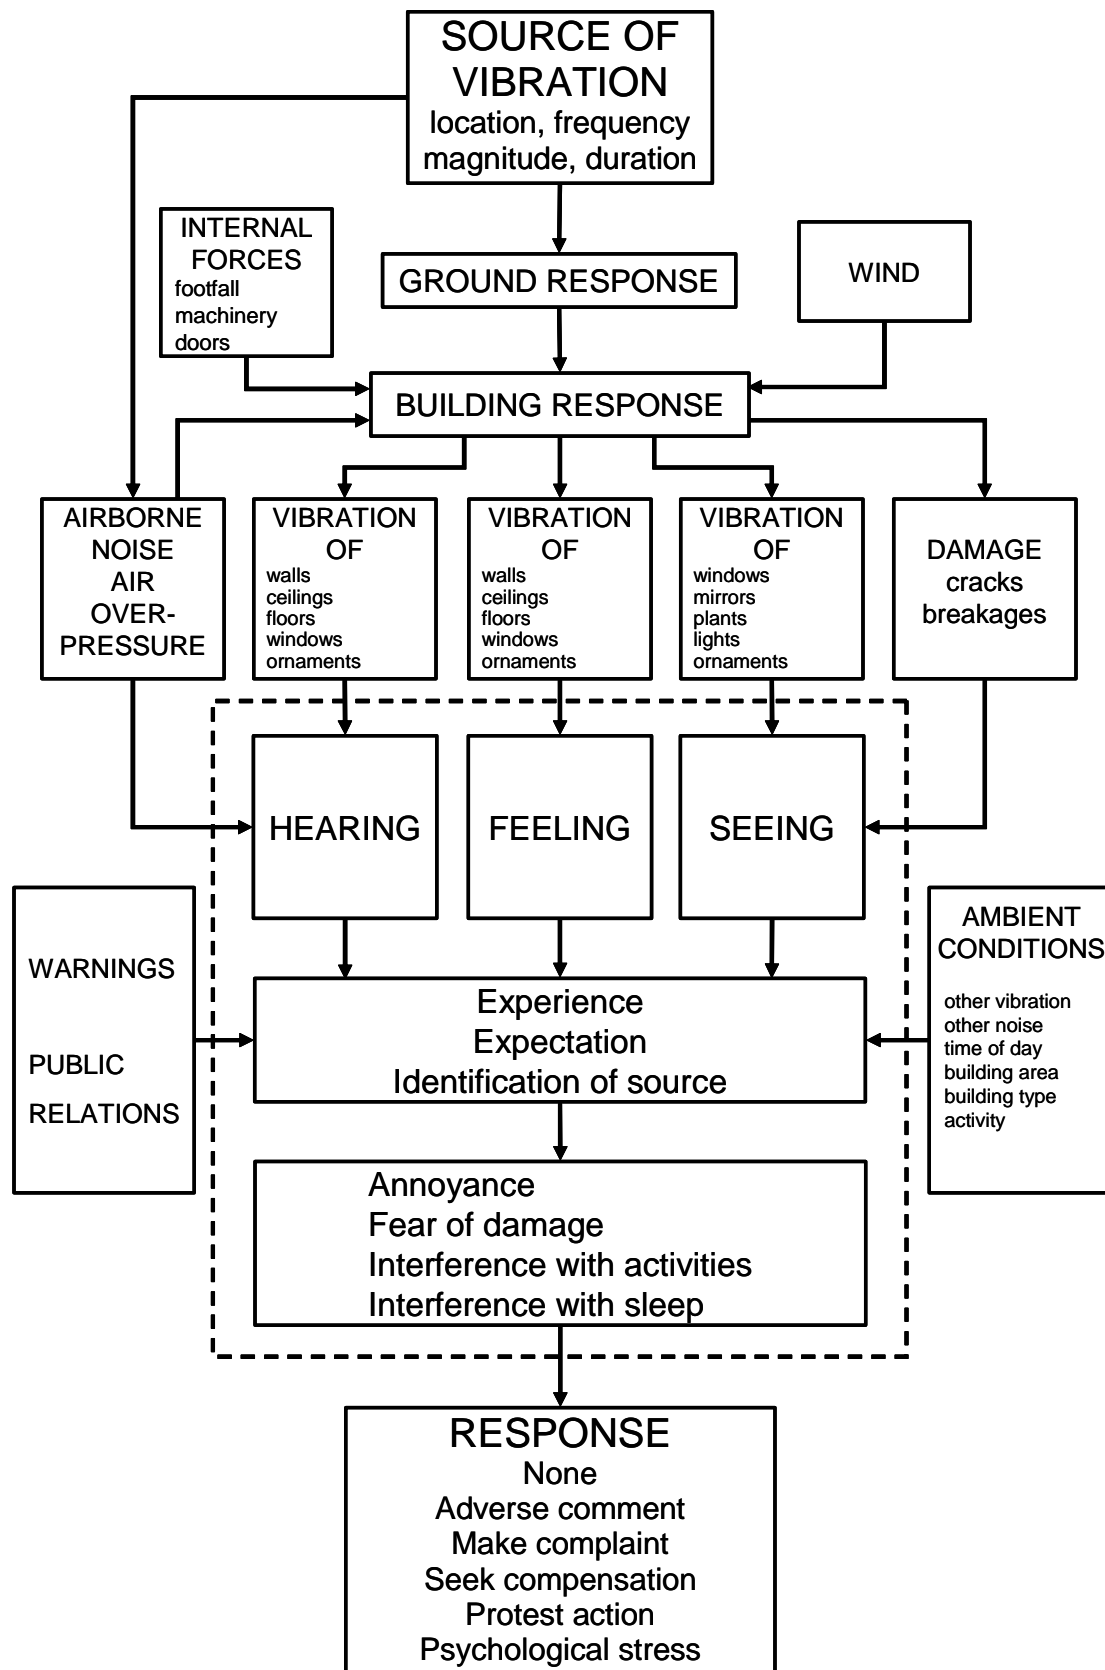 SOURCE OF
VIBRATION
location, frequency
magnitude, duration
INTERNAL
FORCES
footfall
machinery
doors
GROUND RESPONSE
WIND
BUILDING RESPONSE
AIRBORNE
NOISE
AIR
OVER-
PRESSURE
VIBRATION
OF
walls
ceilings
floors
windows
ornaments
VIBRATION
OF
walls
ceilings
floors
windows
ornaments
VIBRATION
OF
windows
mirrors
plants
lights
ornaments
DAMAGE
cracks
breakages
HEARING
FEELING
SEEING
WARNINGS
PUBLIC
RELATIONS
Experience
Expectation
Identification of source
AMBIENT
CONDITIONS
other vibration
other noise
time of day
building area
building type
activity
Annoyance
Fear of damage
Interference with activities
Interference with sleep
RESPONSE
None
Adverse comment
Make complaint
Seek compensation
Protest action
Psychological stress